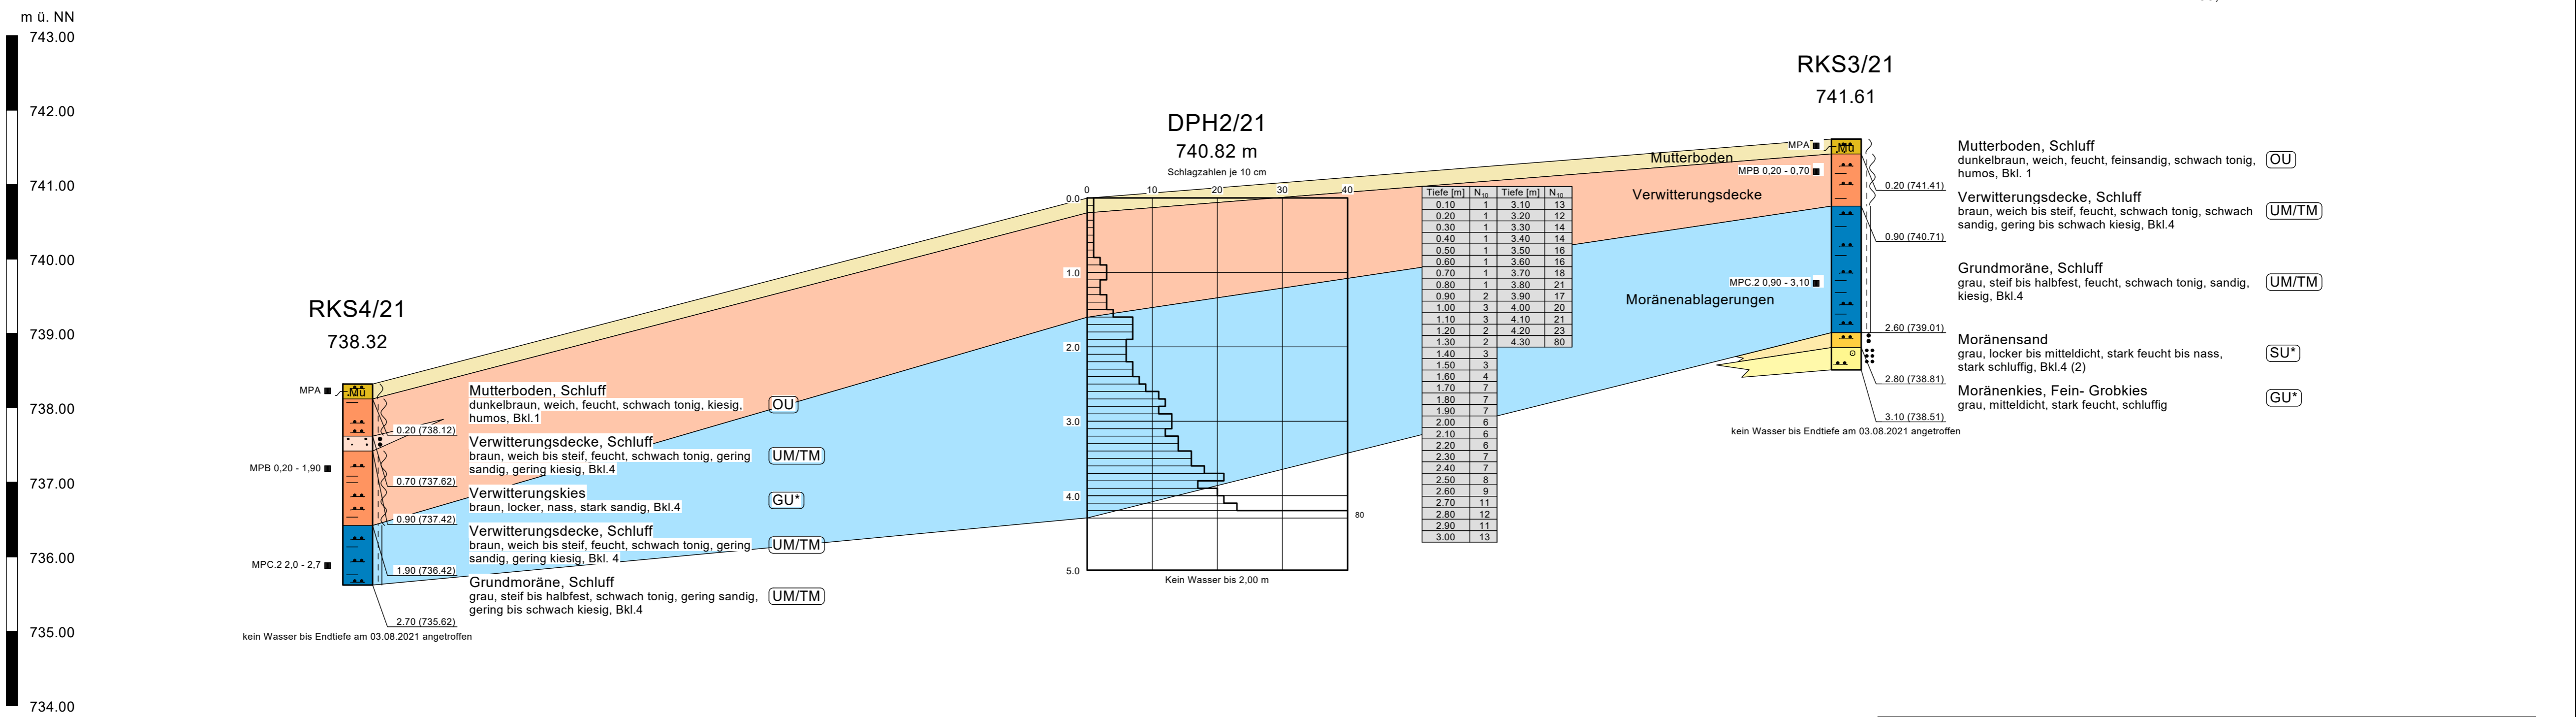 m ü. NN
743.00
742.00
741.00
740.00
739.00
738.00
737.00
736.00
735.00
734.00
RKS4/21
738.32
MPA
Mu
MPB 0,20 - 1,90
MPC.2 2,0 - 2,7
0.20 (738.12)
0.70 (737.62)
0.90 (737.42)
1.90 (736.42)
2.70 (735.62)
kein Wasser bis Endtiefe am 03.08.2021 angetroffen
Mutterboden, Schluff
dunkelbraun, weich, feucht, schwach tonig, kiesig,
humos, Bkl.1
OU
Verwitterungsdecke, Schluff
braun, weich bis steif, feucht, schwach tonig, gering
sandig, gering kiesig, Bkl.4
UM/TM
Verwitterungskies
braun, locker, nass, stark sandig, Bkl.4
GU*
Verwitterungsdecke, Schluff
braun, weich bis steif, feucht, schwach tonig, gering
sandig, gering kiesig, Bkl. 4
UM/TM
Grundmoräne, Schluff
grau, steif bis halbfest, schwach tonig, gering sandig,
gering bis schwach kiesig, Bkl.4
UM/TM
DPH2/21
740.82 m
Schlagzahlen je 10 cm
0 10 20 30 40
0.0
1.0
2.0
3.0
4.0
5.0
80
Kein Wasser bis 2,00 m
Tiefe [m] N10 Tiefe [m] N10
0.10 1 3.10 13
0.20 1 3.20 12
0.30 1 3.30 14
0.40 1 3.40 14
0.50 1 3.50 16
0.60 1 3.60 16
0.70 1 3.70 18
0.80 1 3.80 21
0.90 2 3.90 17
1.00 3 4.00 20
1.10 3 4.10 21
1.20 2 4.20 23
1.30 2 4.30 80
1.40 3
1.50 3
1.60 4
1.70 7
1.80 7
1.90 7
2.00 6
2.10 6
2.20 6
2.30 7
2.40 7
2.50 8
2.60 9
2.70 11
2.80 12
2.90 11
3.00 13
Mutterboden
Verwitterungsdecke
Moränenablagerungen
RKS3/21
741.61
MPA
Mu
MPB 0,20 - 0,70
MPC.2 0,90 - 3,10
0.20 (741.41)
0.90 (740.71)
2.60 (739.01)
2.80 (738.81)
3.10 (738.51)
kein Wasser bis Endtiefe am 03.08.2021 angetroffen
Mutterboden, Schluff
dunkelbraun, weich, feucht, feinsandig, schwach tonig,
humos, Bkl. 1
OU
Verwitterungsdecke, Schluff
braun, weich bis steif, feucht, schwach tonig, schwach
sandig, gering bis schwach kiesig, Bkl.4
UM/TM
Grundmoräne, Schluff
grau, steif bis halbfest, feucht, schwach tonig, sandig,
kiesig, Bkl.4
UM/TM
Moränensand
grau, locker bis mitteldicht, stark feucht bis nass,
stark schluffig, Bkl.4 (2)
SU*
Moränenkies, Fein- Grobkies
grau, mitteldicht, stark feucht, schluffig
GU*